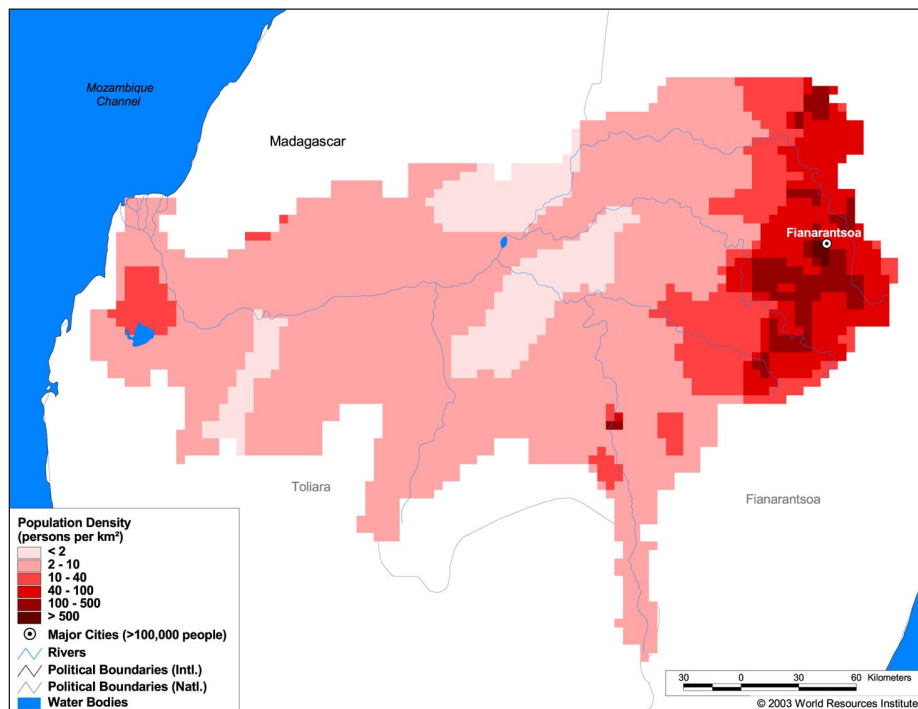 Mozambique
Channel
Madagascar
Fianarantsoa
Toliara
Fianarantsoa
Population Density
(persons per km²)
< 2
2 - 10
10 - 40
40 - 100
100 - 500
> 500
Major Cities (>100,000 people)
Rivers
Political Boundaries (Intl.)
Political Boundaries (Natl.)
Water Bodies
30 0 30 60 Kilometers
© 2003 World Resources Institute